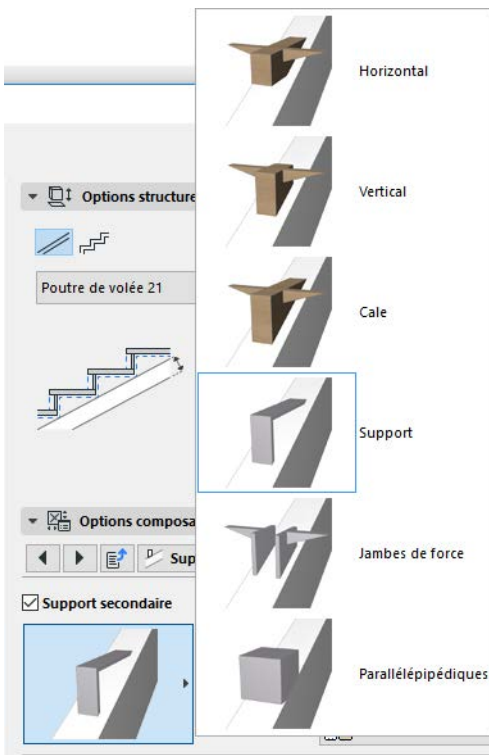 Horizontal
Options structure
Vertical
Poutre de volée 21
Cale
Support
Options composa
Jambes de force
Sup
Support secondaire
Parallélépipédiques